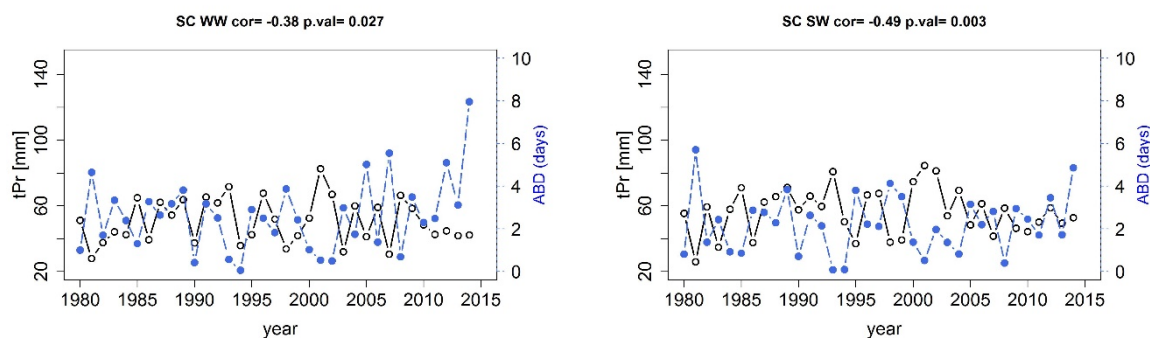 SC WW cor= -0.38 p.val= 0.027
tPr [mm]
140
100
60
20
10
8
6
4
2
0
ABD (days)
1980 1985 1990 1995 2000 2005 2010 2015
year
SC SW cor= -0.49 p.val= 0.003
tPr [mm]
140
100
60
20
10
8
6
4
2
0
ABD (days)
1980 1985 1990 1995 2000 2005 2010 2015
year